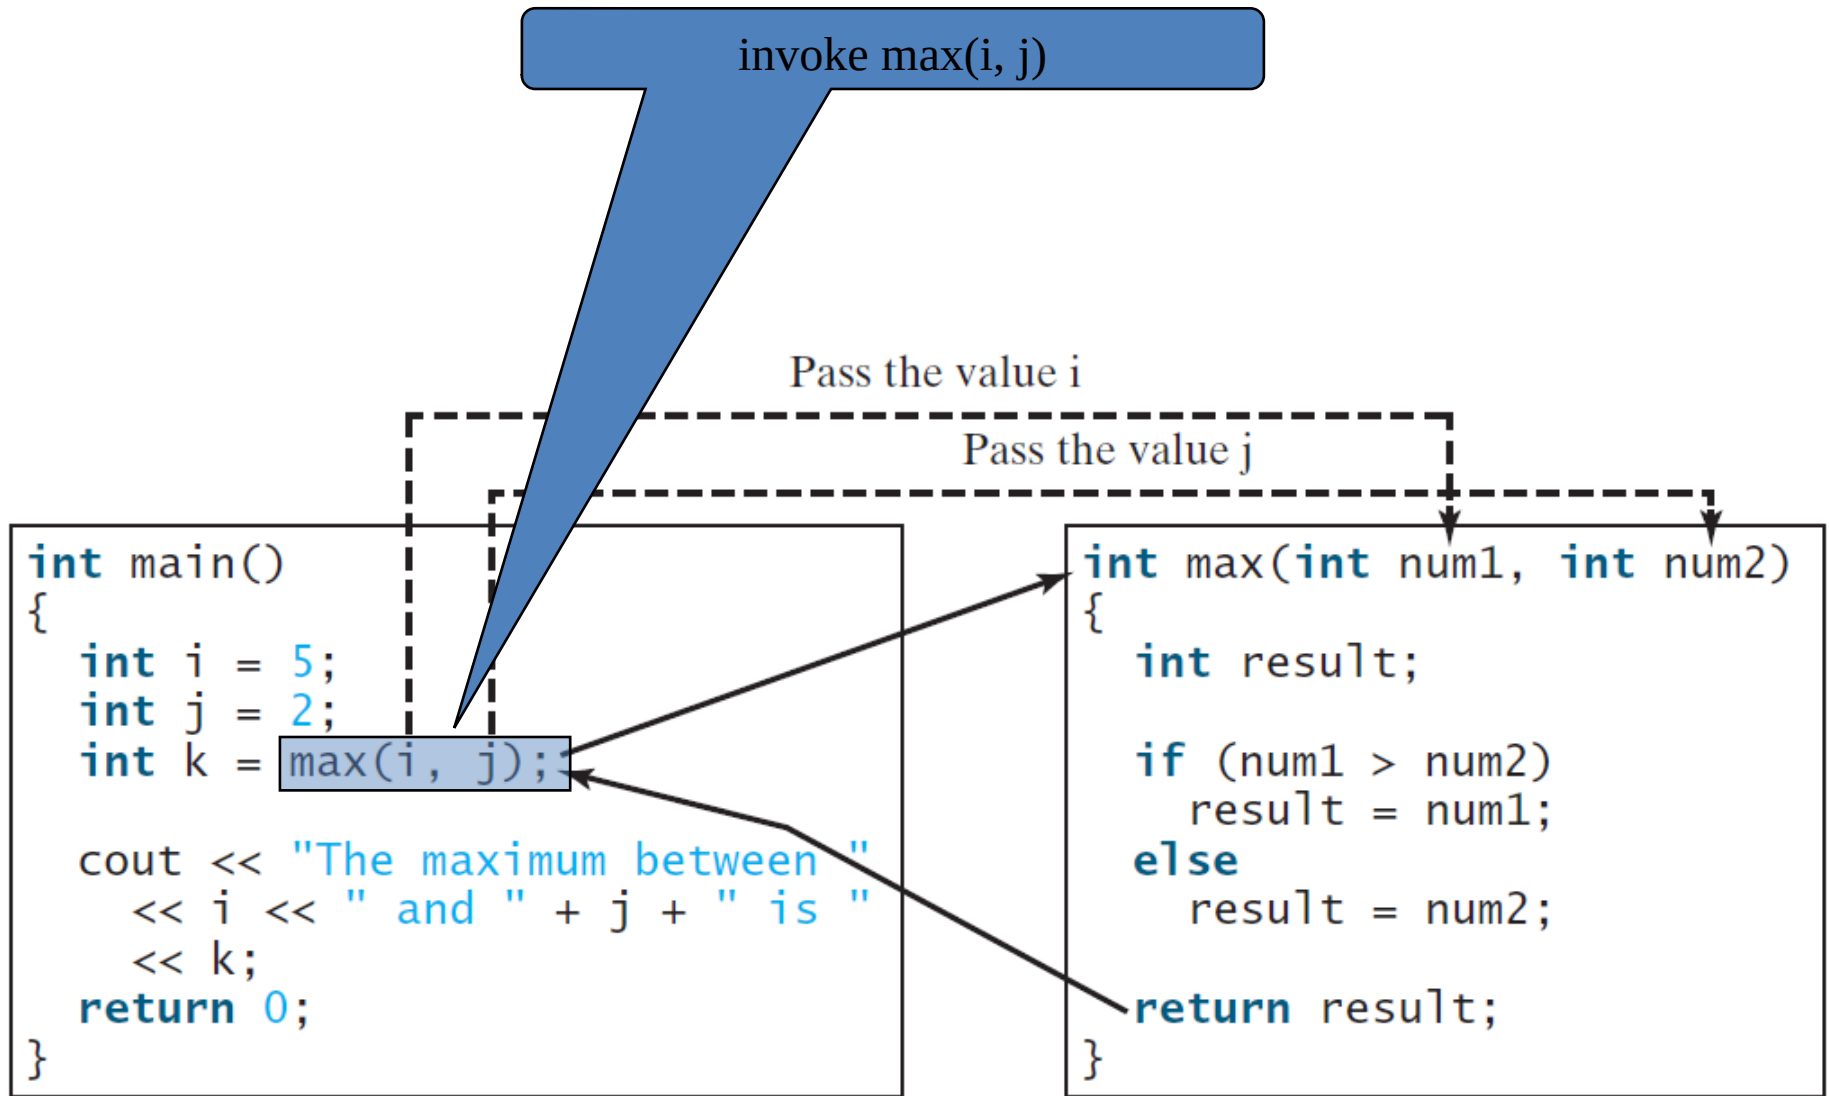 invoke max(i, j)
Pass the value i
Pass the value j
int main()
{
  int i = 5;
  int j = 2;
  int k = max(i, j);

  cout << "The maximum between "
    << i << " and " + j + " is "
    << k;
  return 0;
}
int max(int num1, int num2)
{
  int result;

  if (num1 > num2)
    result = num1;
  else
    result = num2;

  return result;
}